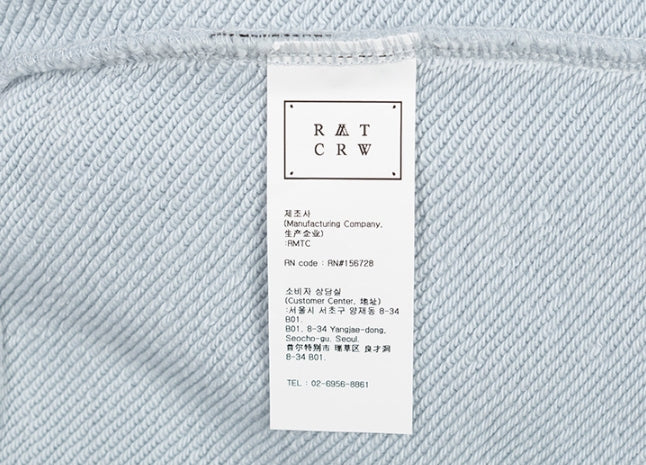 RMT
CRW
제조사
(Manufacturing Company,
生产企业)
:RMTC
RN code : RN#156728
소비자 상담실
(Customer Center, 地址)
:서울시 서초구 양재동 8-34
B01.
B01, 8-34 Yangjae-dong,
Seocho-gu, Seoul.
首尔特别市 瑞草区 良才洞
8-34 B01.
TEL : 02-6956-8861